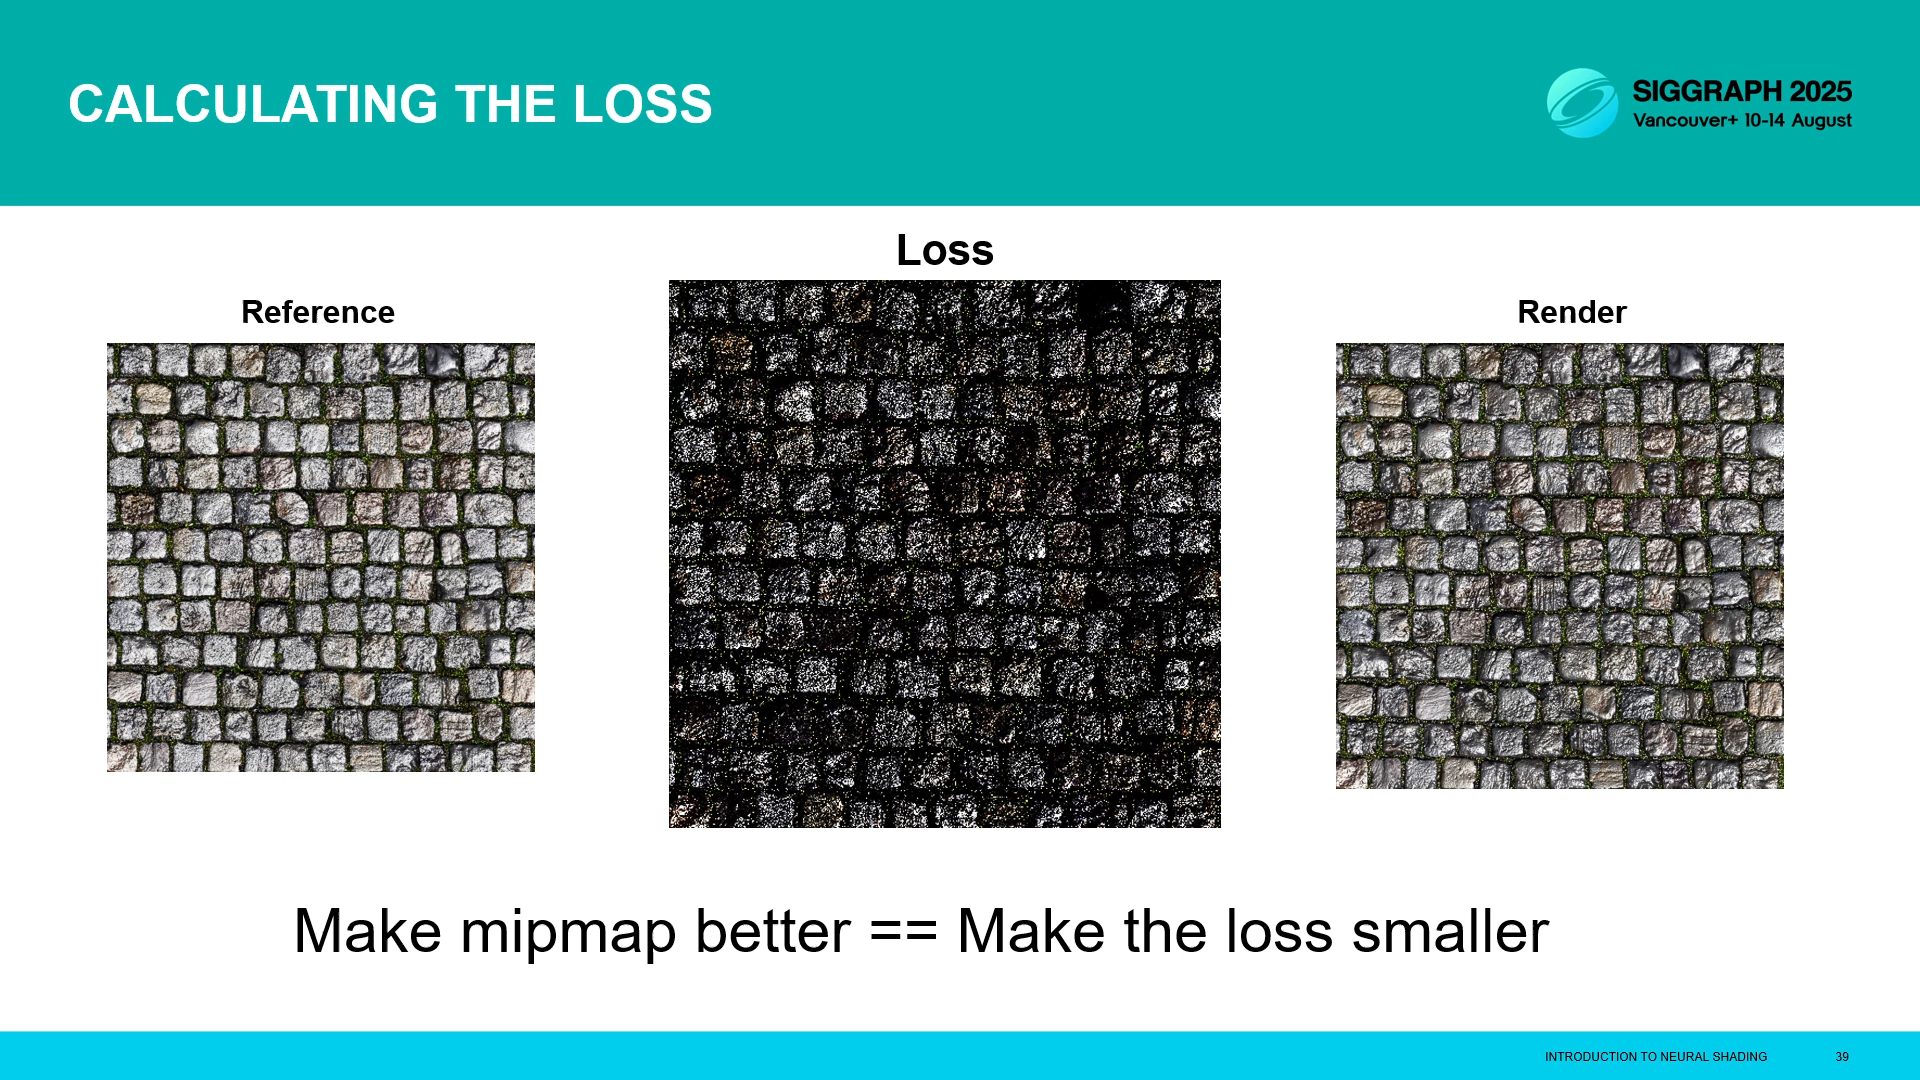 CALCULATING THE LOSS
SIGGRAPH 2025
Vancouver+ 10-14 August
Loss
Reference
Render
Make mipmap better == Make the loss smaller
INTRODUCTION TO NEURAL SHADING
39